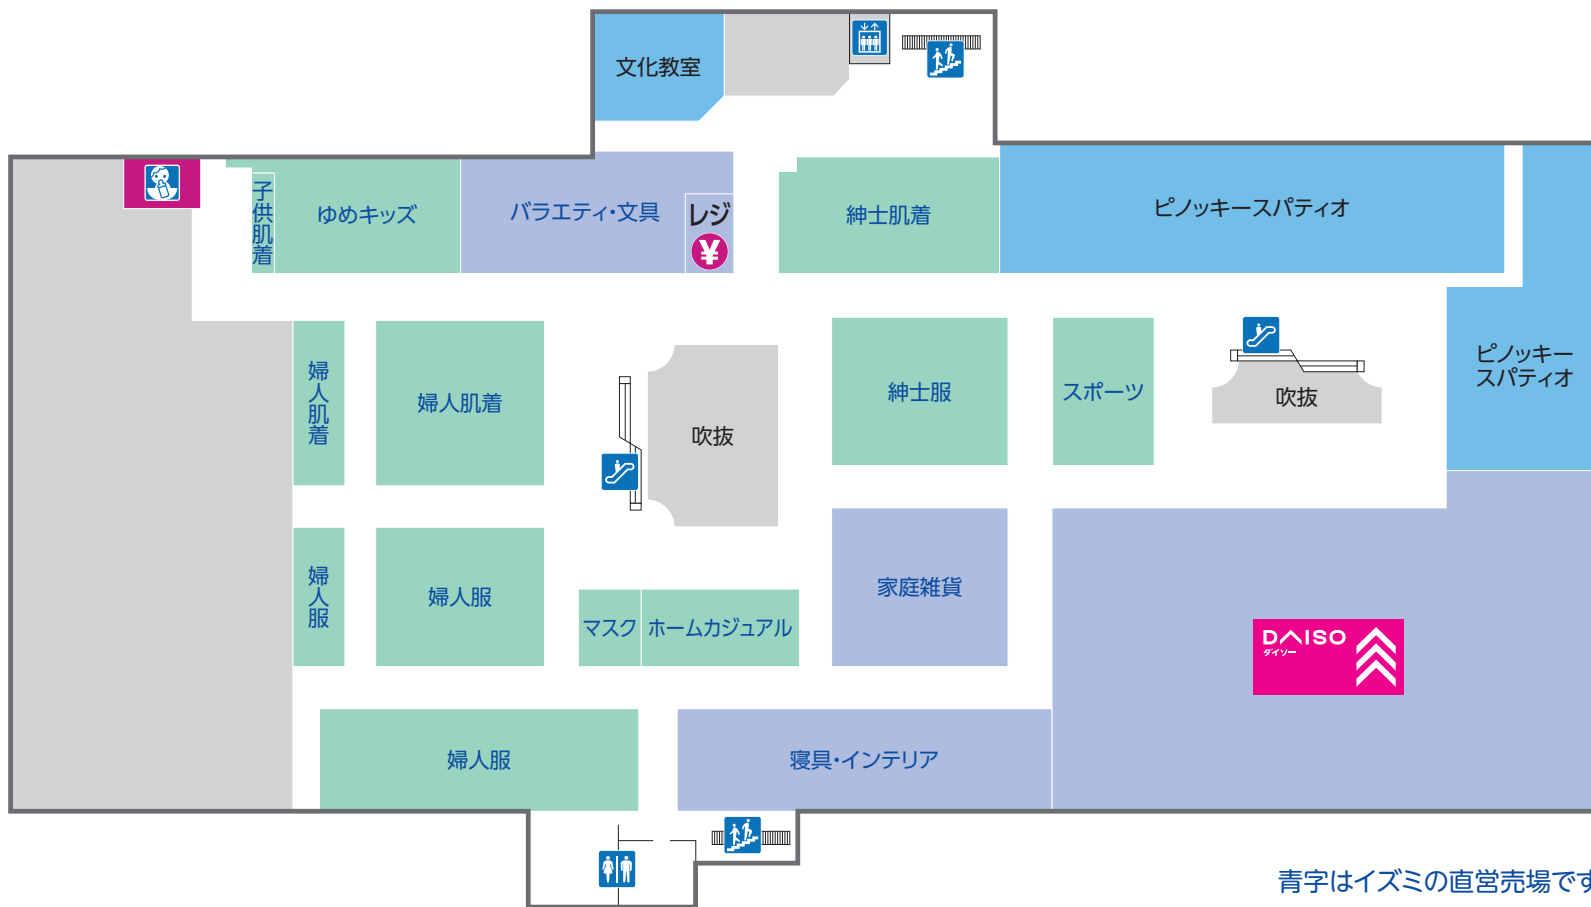 文化教室
子供肌着
ゆめキッズ
バラエティ・文具
レジ
¥
紳士肌着
ピノッキースパティオ
婦人肌着
婦人肌着
吹抜
紳士服
スポーツ
吹抜
ピノッキー
スパティオ
婦人服
婦人服
マスク
ホームカジュアル
家庭雑貨
DAISO
ダイソー
婦人服
寝具・インテリア
青字はイズミの直営売場です